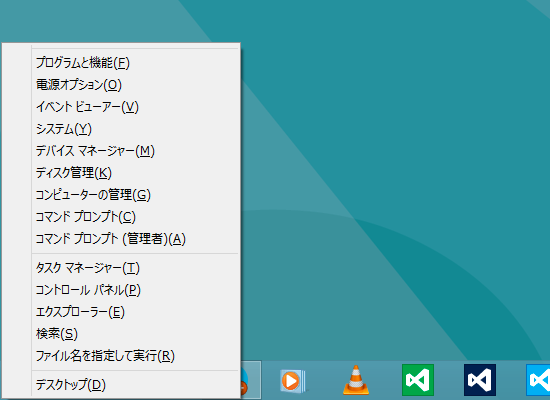 プログラムと機能(F)
電源オプション(O)
イベント ビューアー(V)
システム(Y)
デバイス マネージャー(M)
ディスク管理(K)
コンピューターの管理(G)
コマンド プロンプト(C)
コマンド プロンプト (管理者)(A)
タスク マネージャー(T)
コントロール パネル(P)
エクスプローラー(E)
検索(S)
ファイル名を指定して実行(R)
デスクトップ(D)